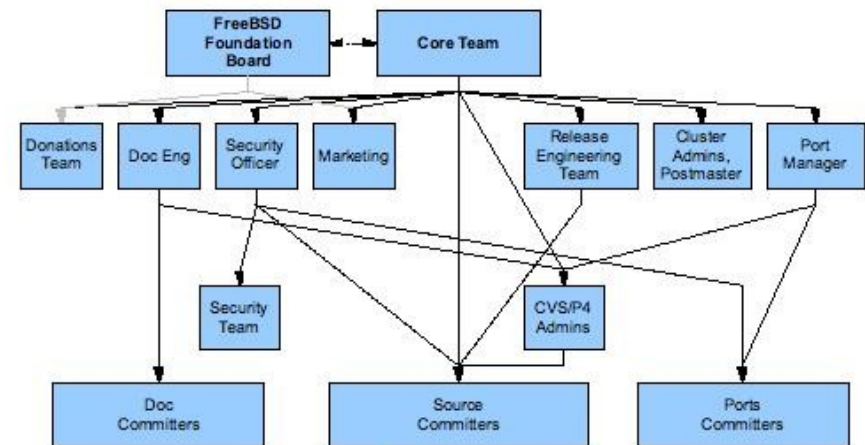 FreeBSD
Foundation
Board
Core Team
Donations
Team
Doc Eng
Security
Officer
Marketing
Release
Engineering
Team
Cluster
Admins,
Postmaster
Port
Manager
Security
Team
CVS/P4
Admins
Doc
Committers
Source
Committers
Ports
Committers